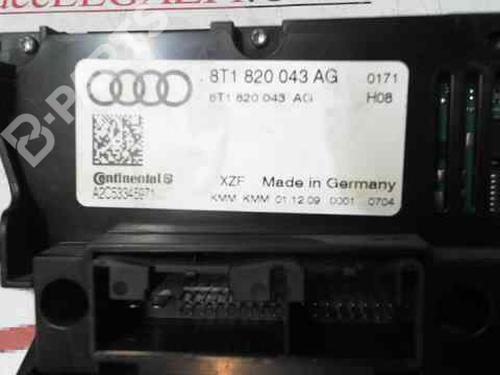 8T1 820 043 AG 0171
8T1 820 043 AG H08
Continental
A2C53345971
XZF Made in Germany
KMM KMM 01.12.09 0001 0704
B-PARTS